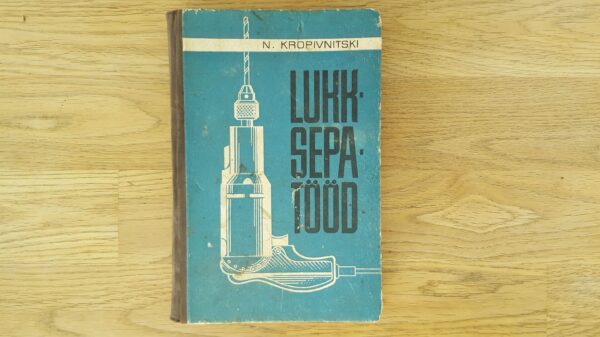 N. KROPIVNITSKI
LUKK-
SEPA-
TÖÖD